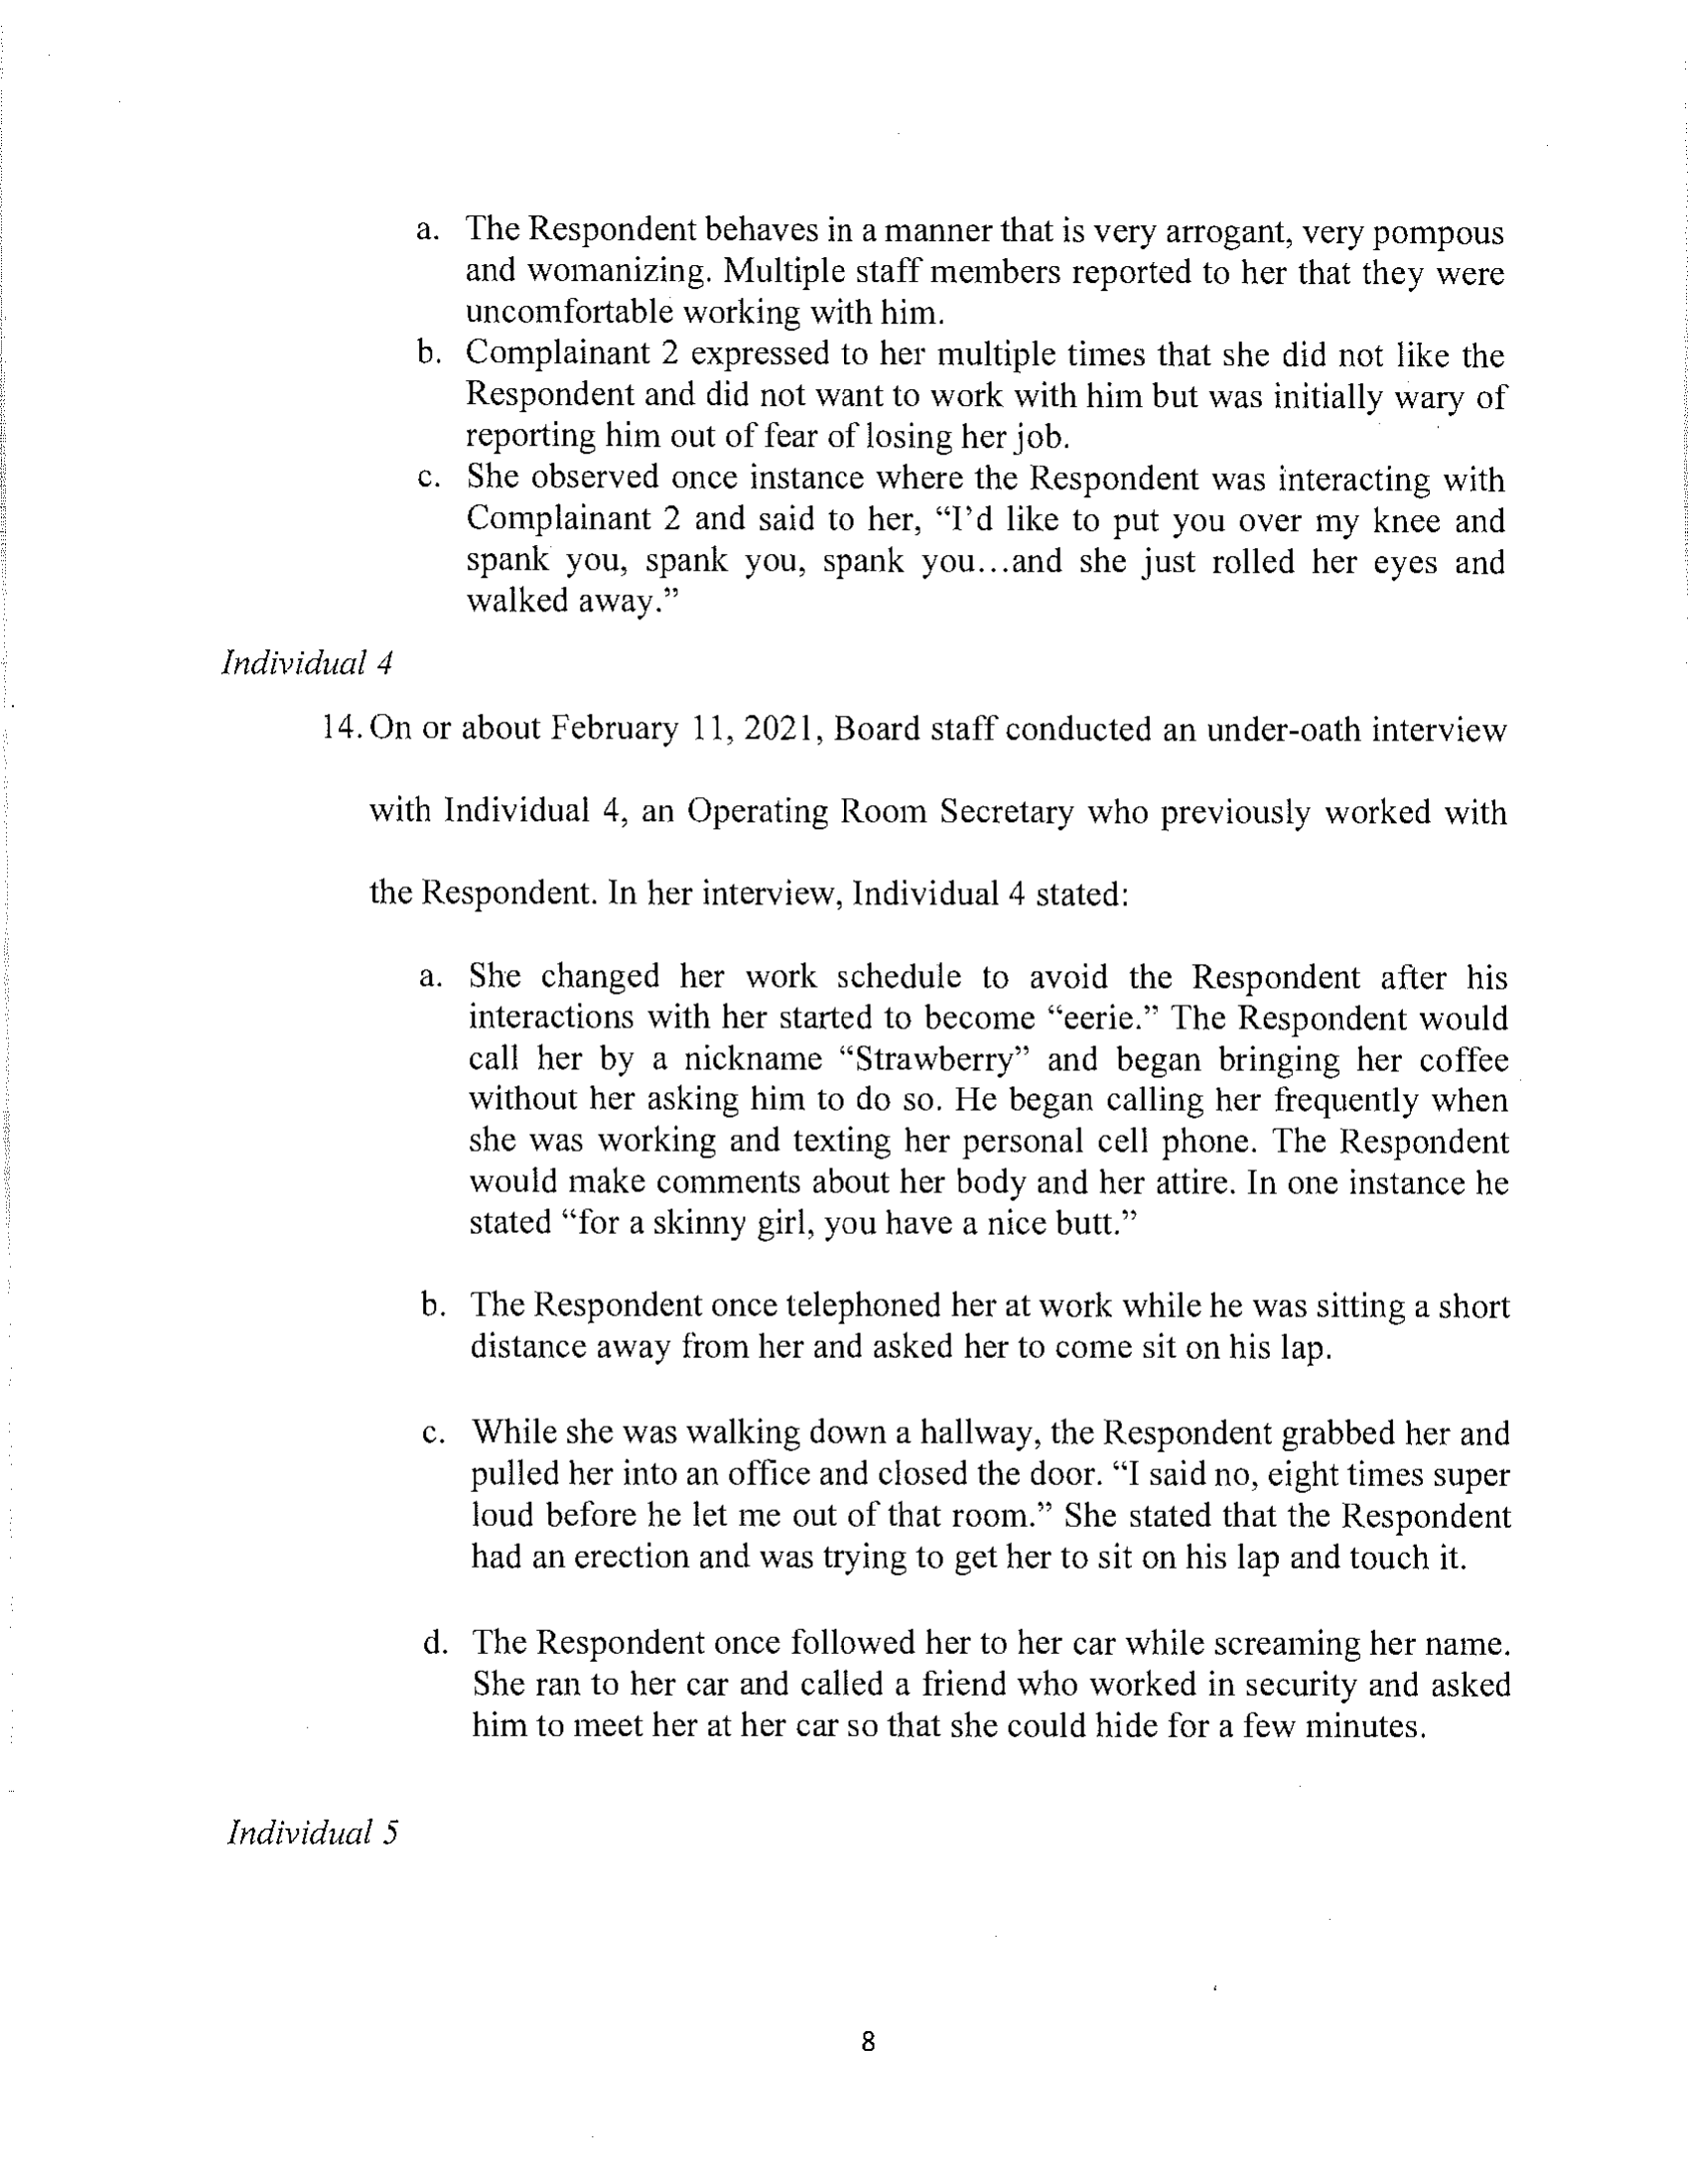 a. The Respondent behaves in a manner that is very arrogant, very pompous
and womanizing. Multiple staff members reported to her that they were
uncomfortable working with him.
b. Complainant 2 expressed to her multiple times that she did not like the
Respondent and did not want to work with him but was initially wary of
reporting him out of fear of losing her job.
c. She observed once instance where the Respondent was interacting with
Complainant 2 and said to her, “I’d like to put you over my knee and
spank you, spank you, spank you…and she just rolled her eyes and
walked away.”
Individual 4
14. On or about February 11, 2021, Board staff conducted an under-oath interview
with Individual 4, an Operating Room Secretary who previously worked with
the Respondent. In her interview, Individual 4 stated:
a. She changed her work schedule to avoid the Respondent after his
interactions with her started to become “eerie.” The Respondent would
call her by a nickname “Strawberry” and began bringing her coffee
without her asking him to do so. He began calling her frequently when
she was working and texting her personal cell phone. The Respondent
would make comments about her body and her attire. In one instance he
stated “for a skinny girl, you have a nice butt.”
b. The Respondent once telephoned her at work while he was sitting a short
distance away from her and asked her to come sit on his lap.
c. While she was walking down a hallway, the Respondent grabbed her and
pulled her into an office and closed the door. “I said no, eight times super
loud before he let me out of that room.” She stated that the Respondent
had an erection and was trying to get her to sit on his lap and touch it.
d. The Respondent once followed her to her car while screaming her name.
She ran to her car and called a friend who worked in security and asked
him to meet her at her car so that she could hide for a few minutes.
Individual 5
8